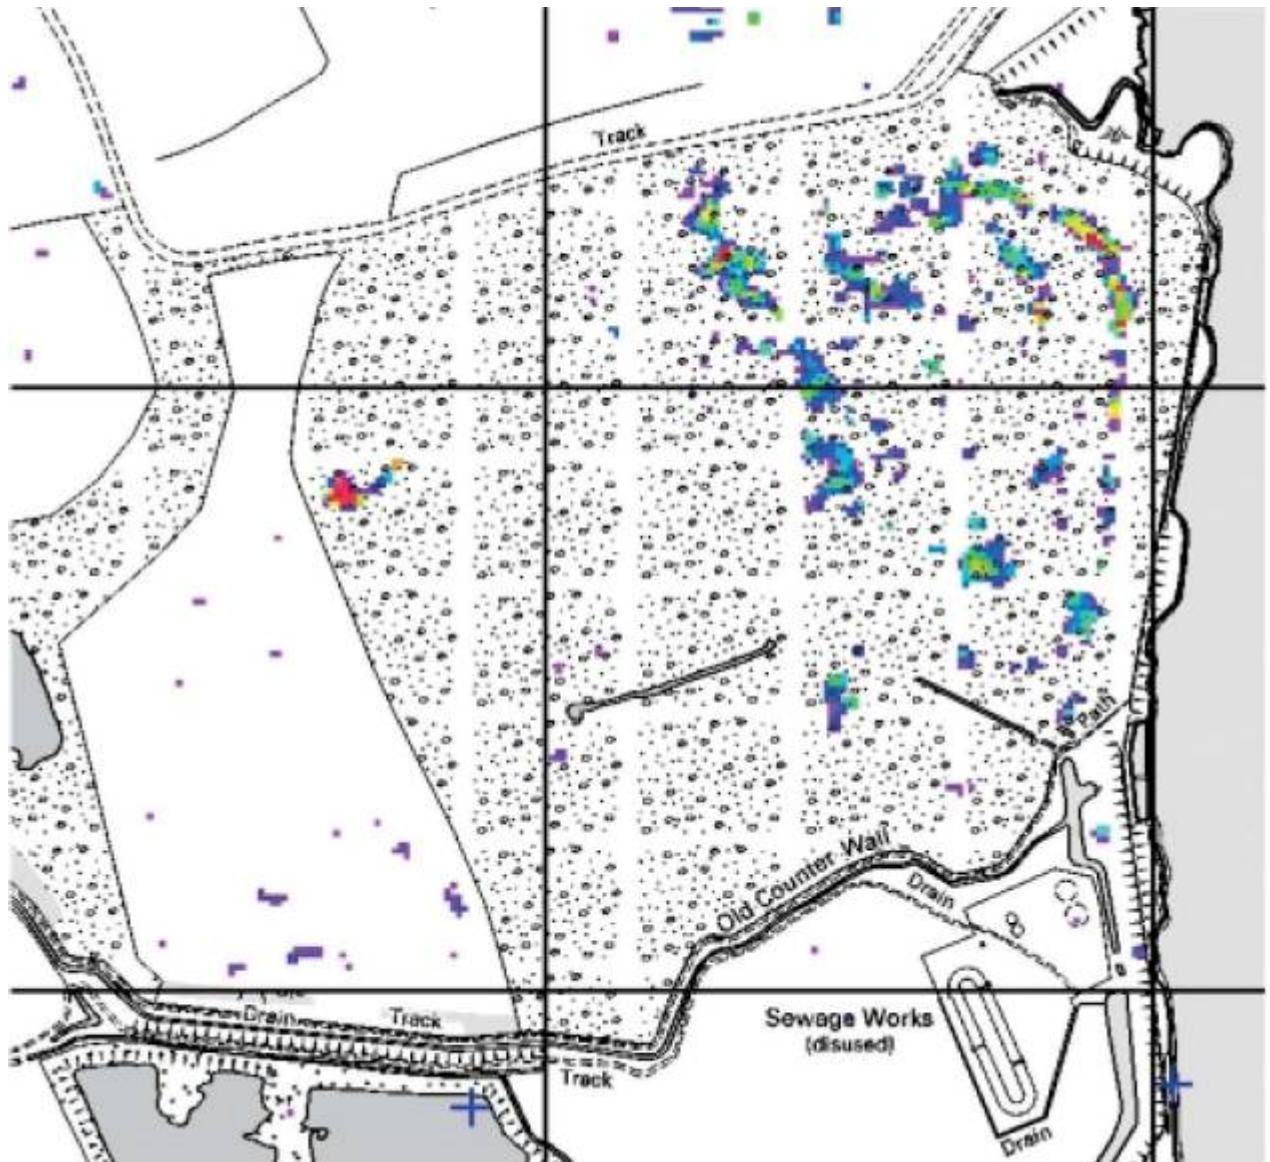 Track
Path
Old Counter Wall
Drain
Drain
Track
Sewage Works
(disused)
Track
Drain